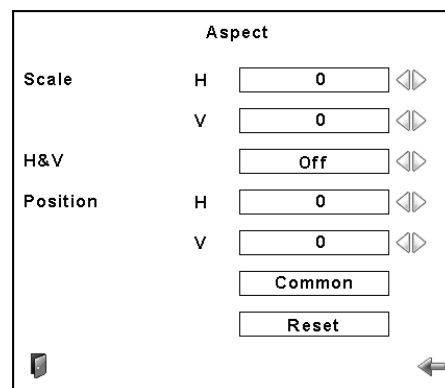 Aspect
Scale H 0
V 0
H&V Off
Position H 0
V 0
Common
Reset